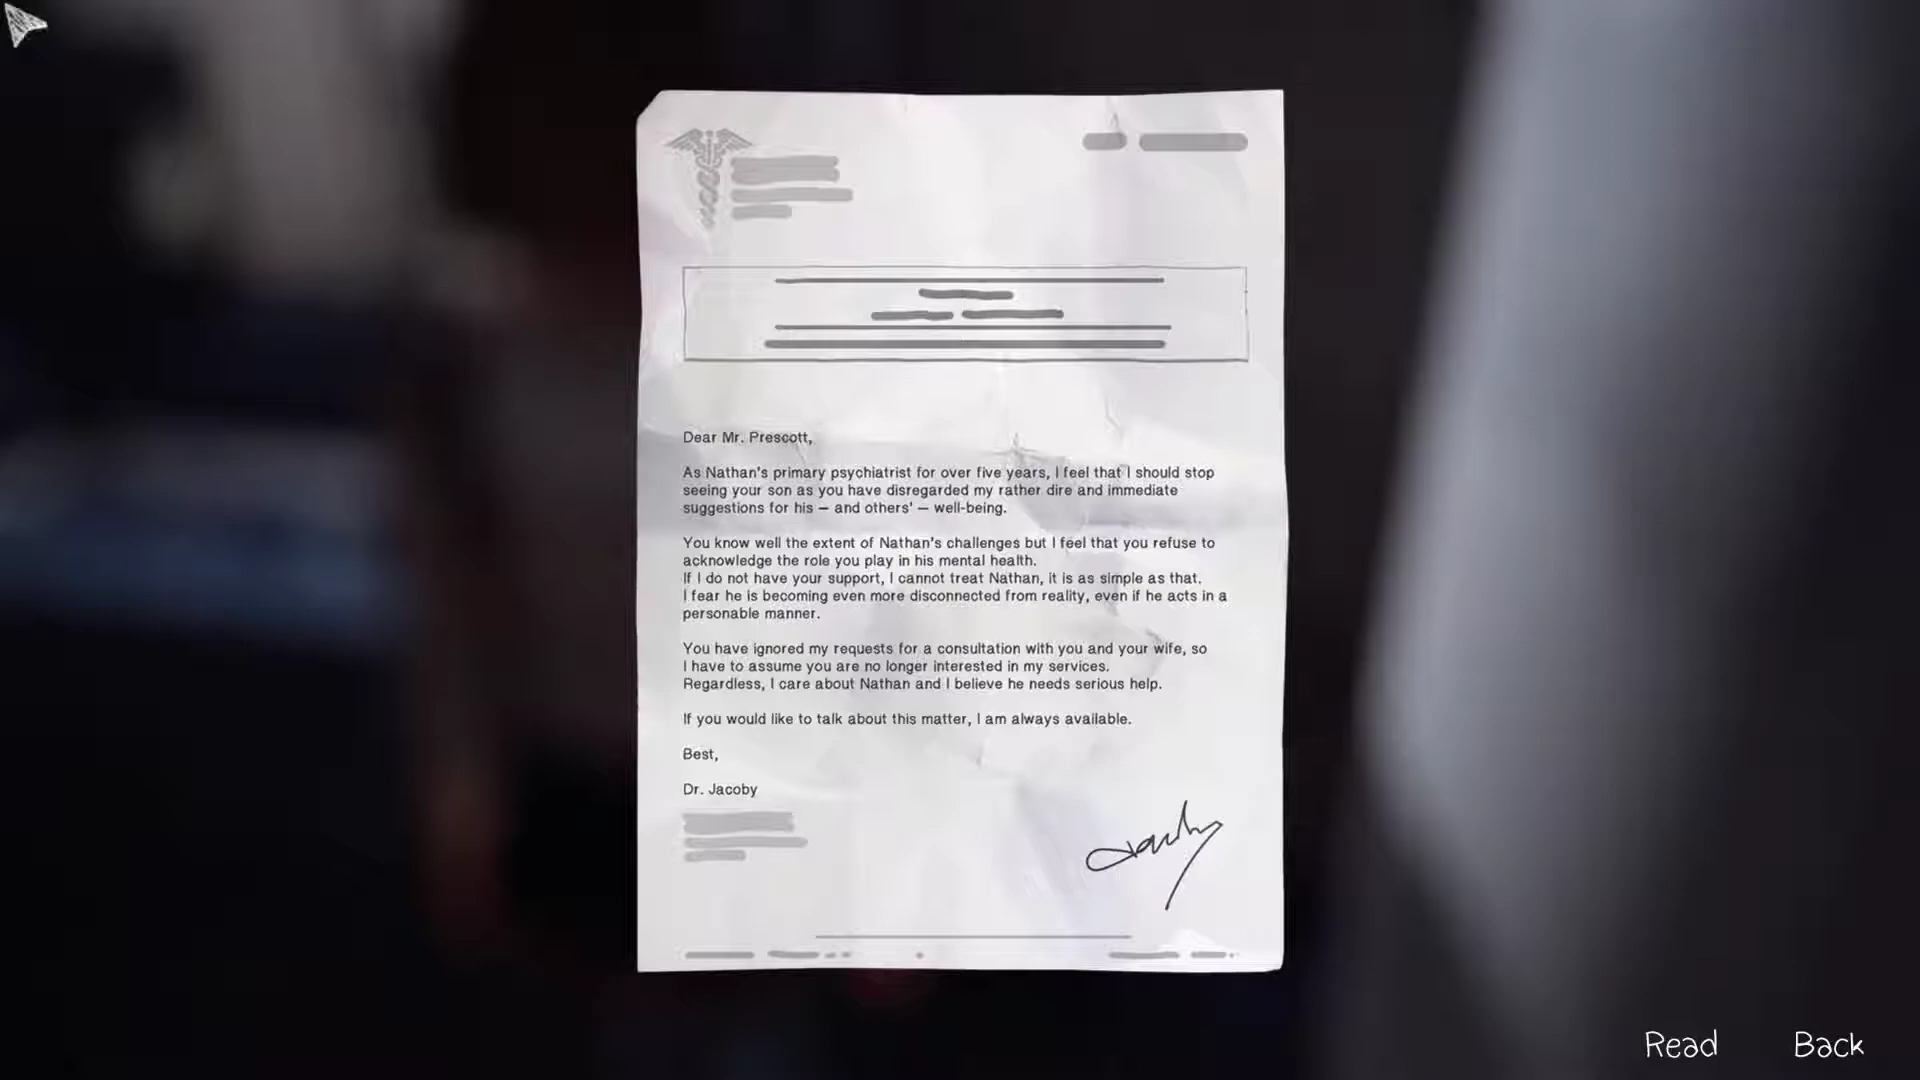 Dear Mr. Prescott,
As Nathan's primary psychiatrist for over five years, I feel that I should stop
seeing your son as you have disregarded my rather dire and immediate
suggestions for his – and others' – well-being.
You know well the extent of Nathan's challenges but I feel that you refuse to
acknowledge the role you play in his mental health.
If I do not have your support, I cannot treat Nathan, it is as simple as that.
I fear he is becoming even more disconnected from reality, even if he acts in a
personable manner.
You have ignored my requests for a consultation with you and your wife, so
I have to assume you are no longer interested in my services.
Regardless, I care about Nathan and I believe he needs serious help.
If you would like to talk about this matter, I am always available.
Best,
Dr. Jacoby
Read Back